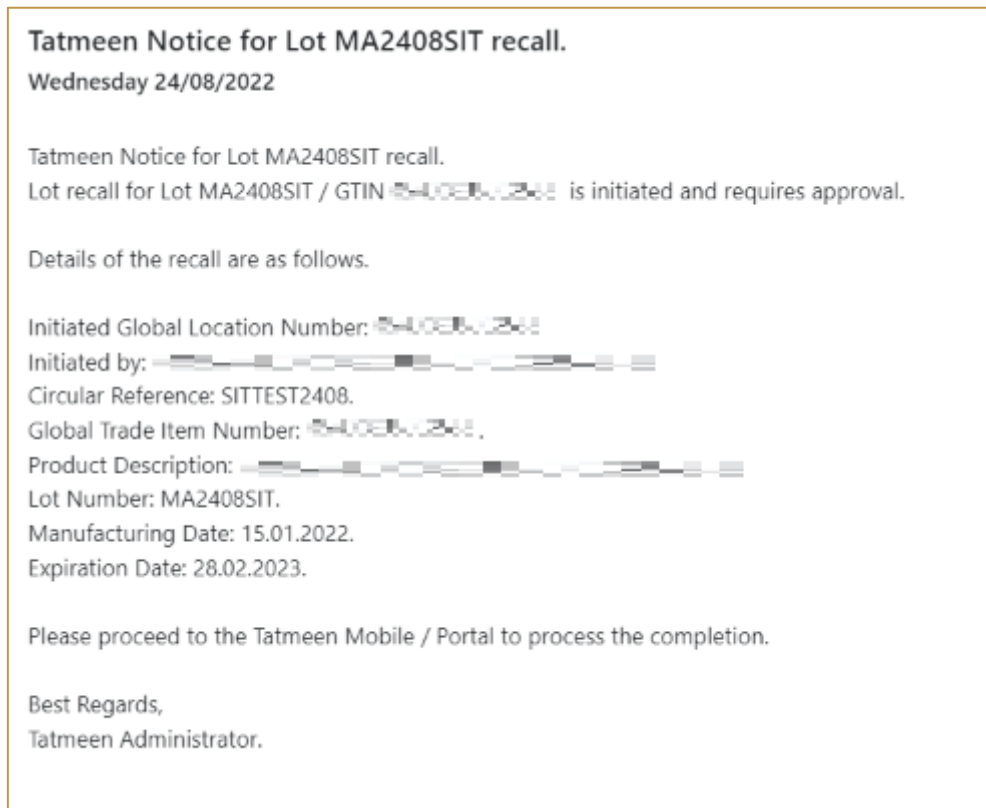 Tatmeen Notice for Lot MA2408SIT recall.
Wednesday 24/08/2022
Tatmeen Notice for Lot MA2408SIT recall.
Lot recall for Lot MA2408SIT / GTIN is initiated and requires approval.
Details of the recall are as follows.
Initiated Global Location Number:
Initiated by:
Circular Reference: SITTEST2408.
Global Trade Item Number: .
Product Description:
Lot Number: MA2408SIT.
Manufacturing Date: 15.01.2022.
Expiration Date: 28.02.2023.
Please proceed to the Tatmeen Mobile / Portal to process the completion.
Best Regards,
Tatmeen Administrator.